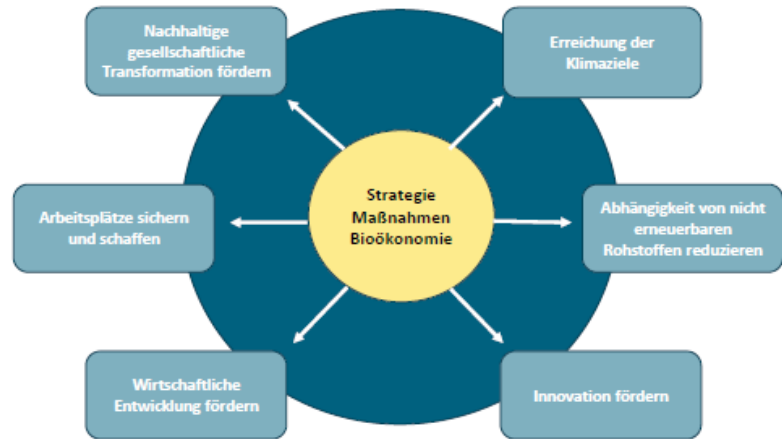 Nachhaltige
gesellschaftliche
Transformation fördern
Erreichung der
Klimaziele
Strategie
Maßnahmen
Bioökonomie
Arbeitsplätze sichern
und schaffen
Abhängigkeit von nicht
erneuerbaren
Rohstoffen reduzieren
Wirtschaftliche
Entwicklung fördern
Innovation fördern